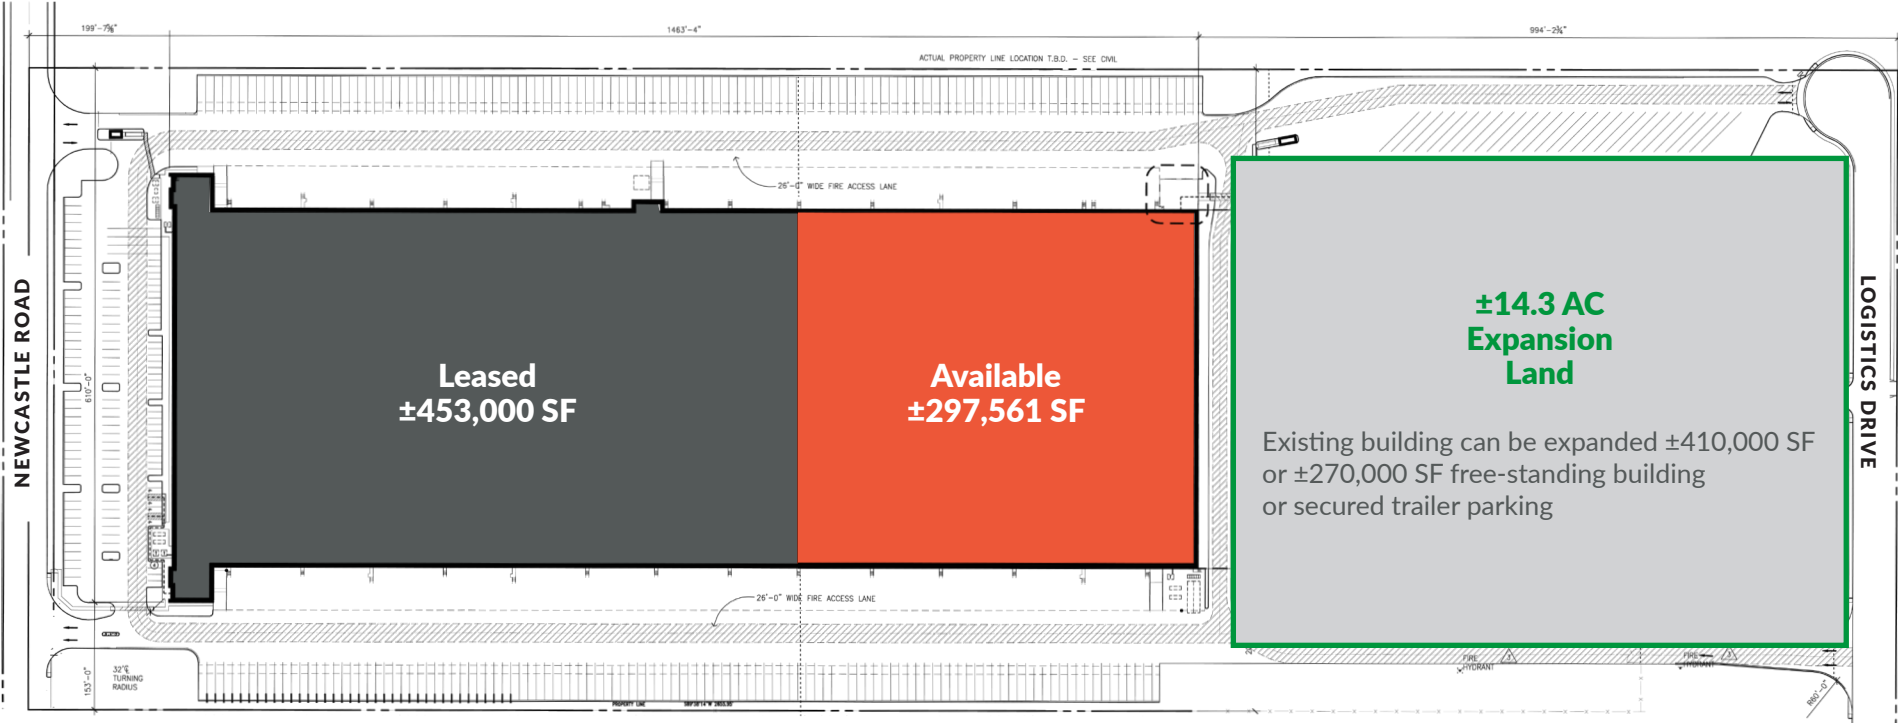 199'-7⅝"
1463'-4"
994'-2¾"
ACTUAL PROPERTY LINE LOCATION T.B.D. - SEE CIVIL
26'-0" WIDE FIRE ACCESS LANE
NEWCASTLE ROAD
610'-0"
Leased
±453,000 SF
Available
±297,561 SF
±14.3 AC
Expansion
Land
Existing building can be expanded ±410,000 SF
or ±270,000 SF free-standing building
or secured trailer parking
LOGISTICS DRIVE
26'-0" WIDE FIRE ACCESS LANE
153'-0"
32'
TURNING
RADIUS
PROPERTY LINE
FIRE
HYDRANT
FIRE
HYDRANT
R60'-0"